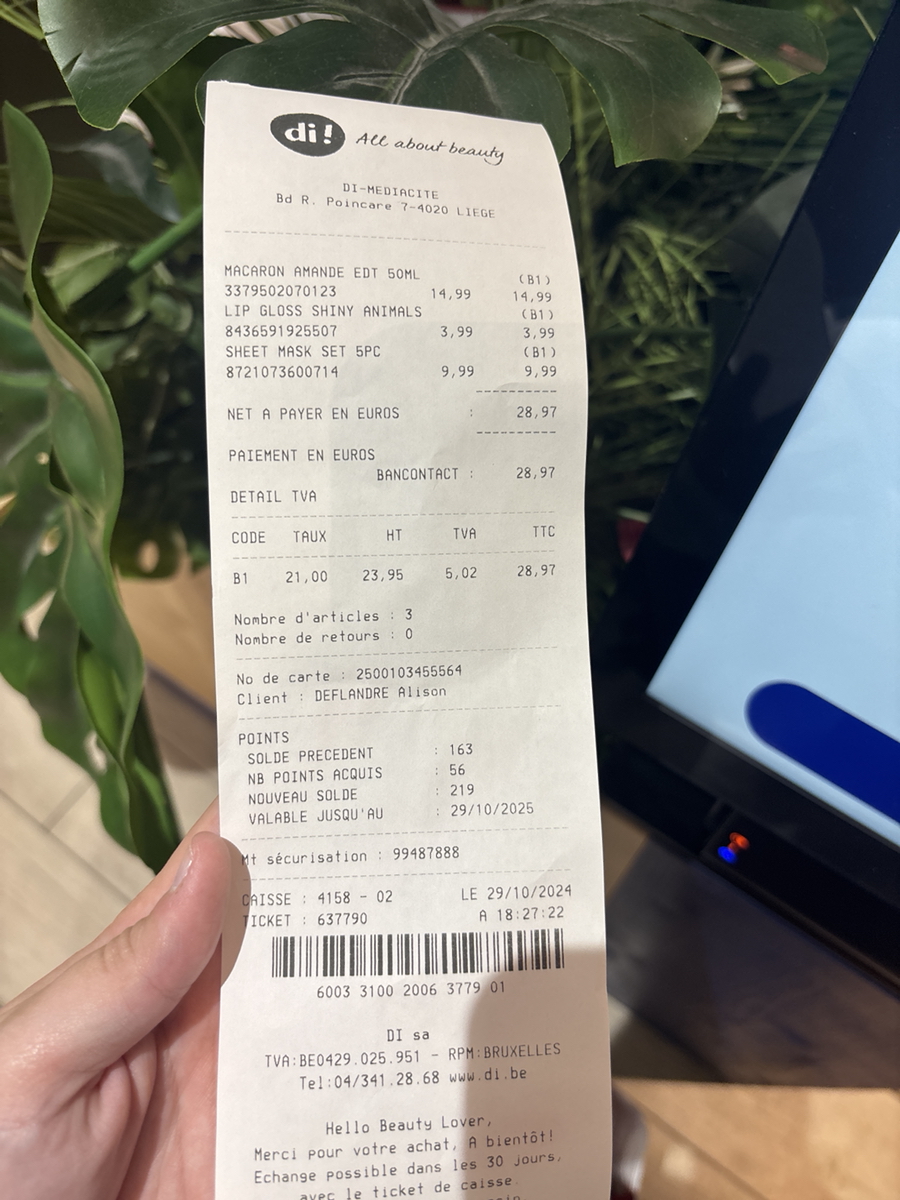 di! All about beauty
DI-MEDIACITE
Bd R. Poincare 7-4020 LIEGE
MACARON AMANDE EDT 50ML (B1)
3379502070123 14,99 14,99
LIP GLOSS SHINY ANIMALS (B1)
8436591925507 3,99 3,99
SHEET MASK SET 5PC (B1)
8721073600714 9,99 9,99
NET A PAYER EN EUROS : 28,97
PAIEMENT EN EUROS
BANCONTACT : 28,97
DETAIL TVA
CODE TAUX HT TVA TTC
B1 21,00 23,95 5,02 28,97
Nombre d'articles : 3
Nombre de retours : 0
No de carte : 2500103455564
Client : DEFLANDRE Alison
POINTS
SOLDE PRECEDENT : 163
NB POINTS ACQUIS : 56
NOUVEAU SOLDE : 219
VALABLE JUSQU'AU : 29/10/2025
Mt sécurisation : 99487888
CAISSE : 4158 - 02 LE 29/10/2024
TICKET : 637790 A 18:27:22
6003 3100 2006 3779 01
DI sa
TVA:BE0429.025.951 - RPM:BRUXELLES
Tel:04/341.28.68 www.di.be
Hello Beauty Lover,
Merci pour votre achat, A bientôt!
Echange possible dans les 30 jours,
avec le ticket de caisse.